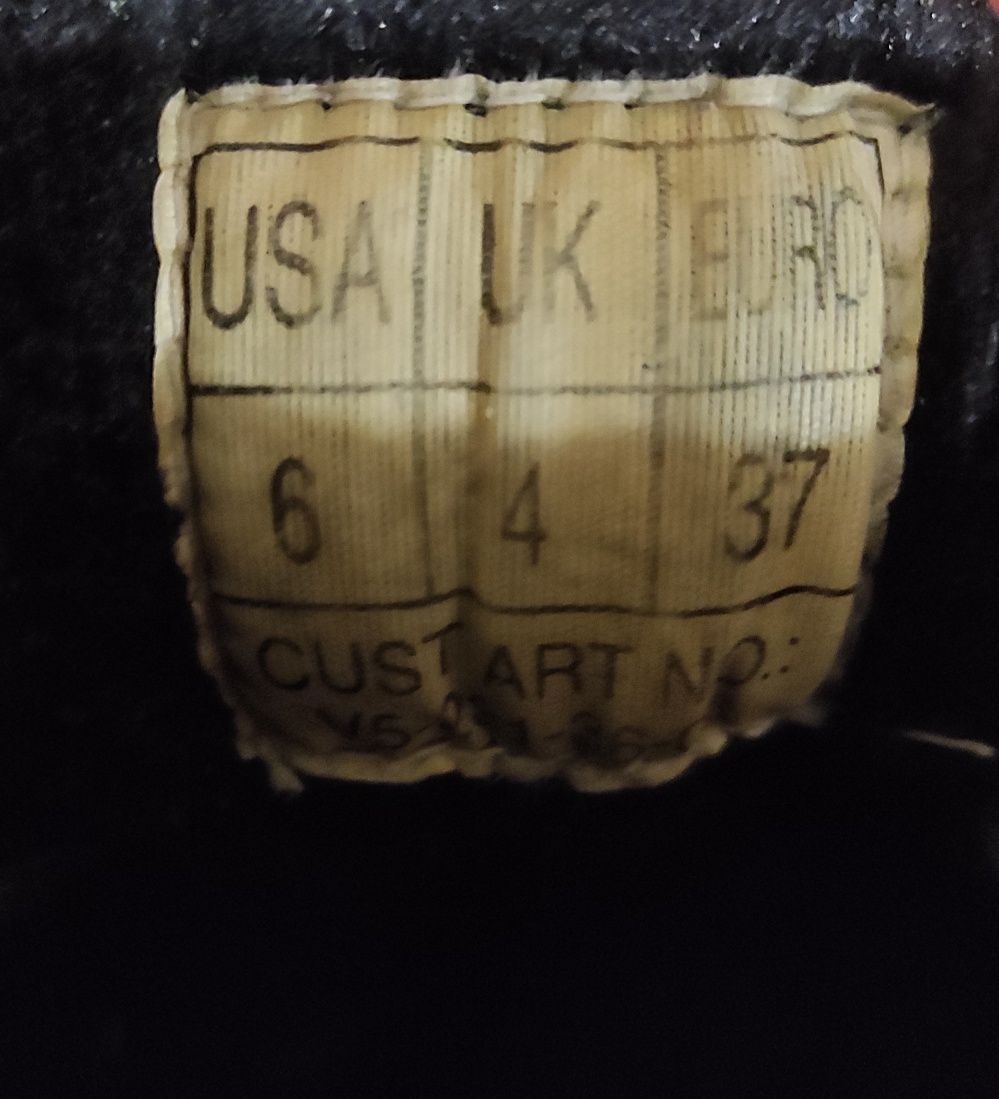 USA UK EURO
6 4 37
CUST ART NO.: